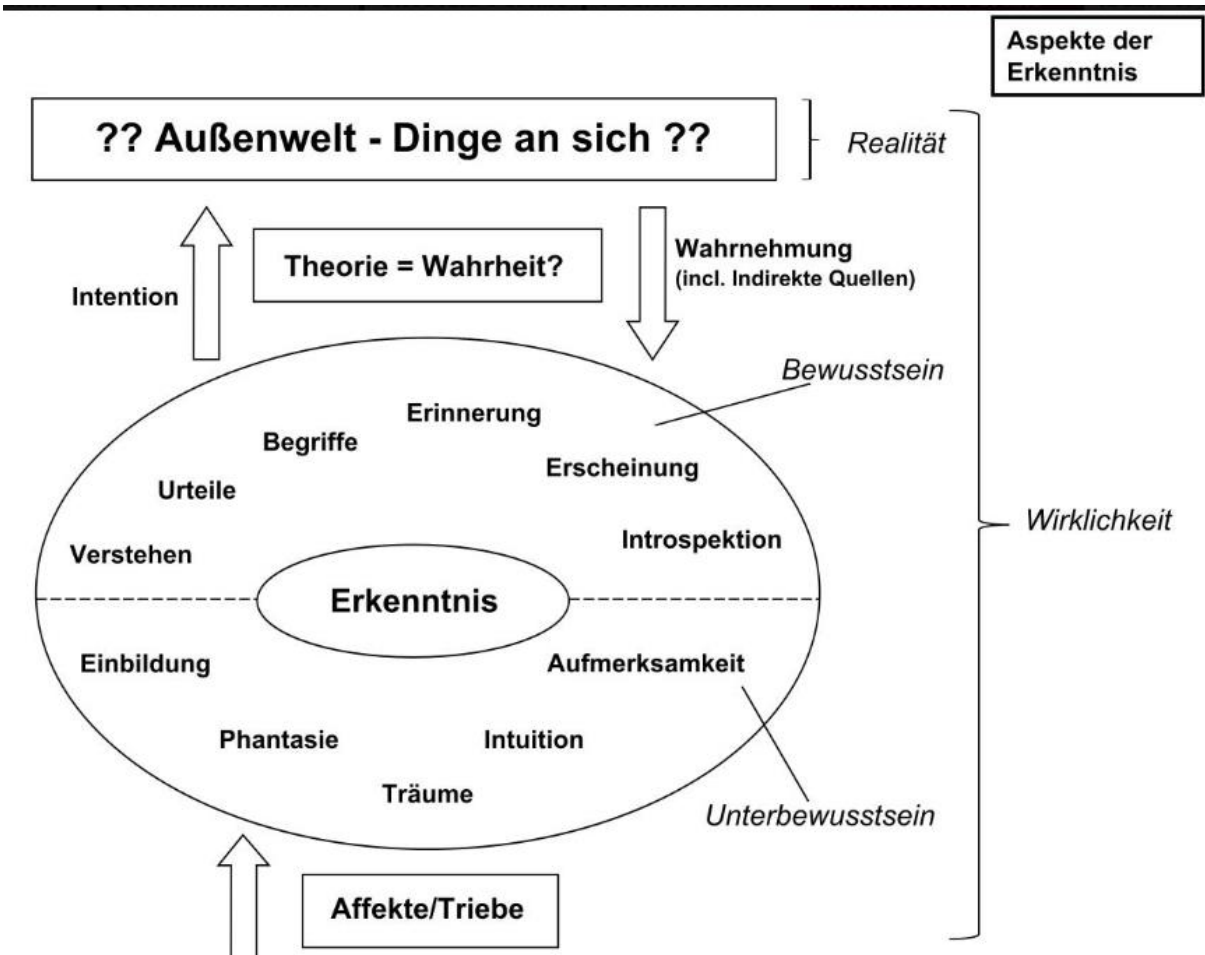 Aspekte der
Erkenntnis
?? Außenwelt - Dinge an sich ??
Realität
Theorie = Wahrheit?
Wahrnehmung
(incl. Indirekte Quellen)
Intention
Bewusstsein
Erinnerung
Begriffe
Erscheinung
Urteile
Introspektion
Verstehen
Wirklichkeit
Erkenntnis
Einbildung
Aufmerksamkeit
Phantasie
Intuition
Träume
Unterbewusstsein
Affekte/Triebe